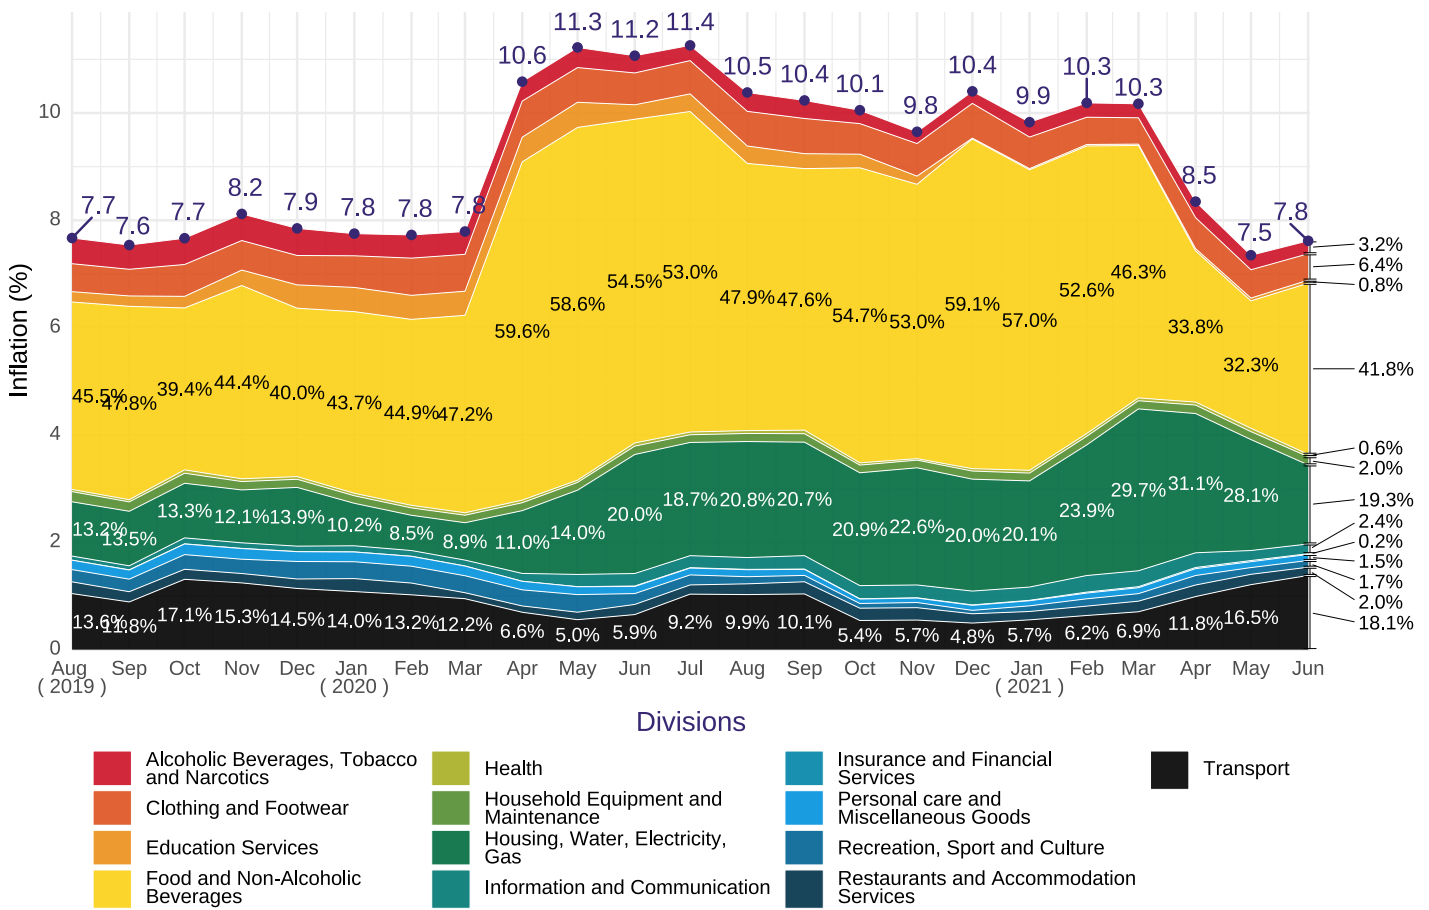 11.3 11.2 11.4
10.6 10.5 10.4 10.1 9.8 10.4 9.9 10.3 10.3
7.7 7.6 7.7 8.2 7.9 7.8 7.8 7.8 8.5 7.5 7.8
Inflation (%)
10
8
6
4
2
0
45.5% 47.8% 39.4% 44.4% 40.0% 43.7% 44.9% 47.2% 59.6% 58.6% 54.5% 53.0% 47.9% 47.6% 54.7% 53.0% 59.1% 57.0% 52.6% 46.3% 33.8% 32.3%
13.2% 13.5% 13.3% 12.1% 13.9% 10.2% 8.5% 8.9% 11.0% 14.0% 20.0% 18.7% 20.8% 20.7% 20.9% 22.6% 20.0% 20.1% 23.9% 29.7% 31.1% 28.1%
13.6% 11.8% 17.1% 15.3% 14.5% 14.0% 13.2% 12.2% 6.6% 5.0% 5.9% 9.2% 9.9% 10.1% 5.4% 5.7% 4.8% 5.7% 6.2% 6.9% 11.8% 16.5%
3.2%
6.4%
0.8%
41.8%
0.6%
2.0%
19.3%
2.4%
0.2%
1.5%
1.7%
2.0%
18.1%
Aug Sep Oct Nov Dec Jan Feb Mar Apr May Jun Jul Aug Sep Oct Nov Dec Jan Feb Mar Apr May Jun
( 2019 ) ( 2020 ) ( 2021 )
Divisions
Alcoholic Beverages, Tobacco
and Narcotics
Clothing and Footwear
Education Services
Food and Non-Alcoholic
Beverages
Health
Household Equipment and
Maintenance
Housing, Water, Electricity,
Gas
Information and Communication
Insurance and Financial
Services
Personal care and
Miscellaneous Goods
Recreation, Sport and Culture
Restaurants and Accommodation
Services
Transport